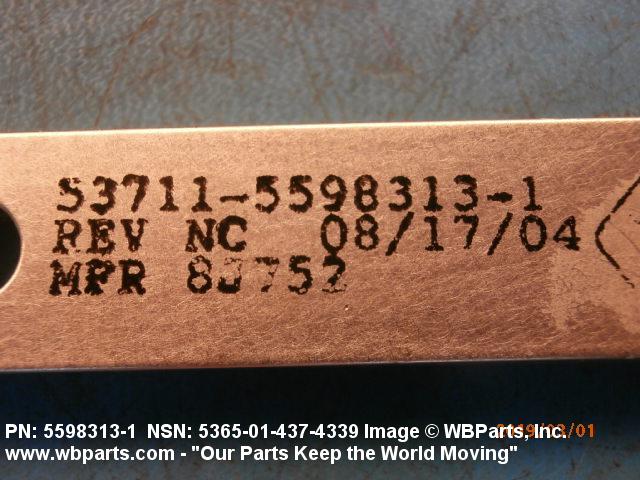 53711-5598313-1
REV NC 08/17/04
MFR
PN: 5598313-1 NSN: 5365-01-437-4339 Image © WBParts, Inc.
www.wbparts.com - "Our Parts Keep the World Moving"